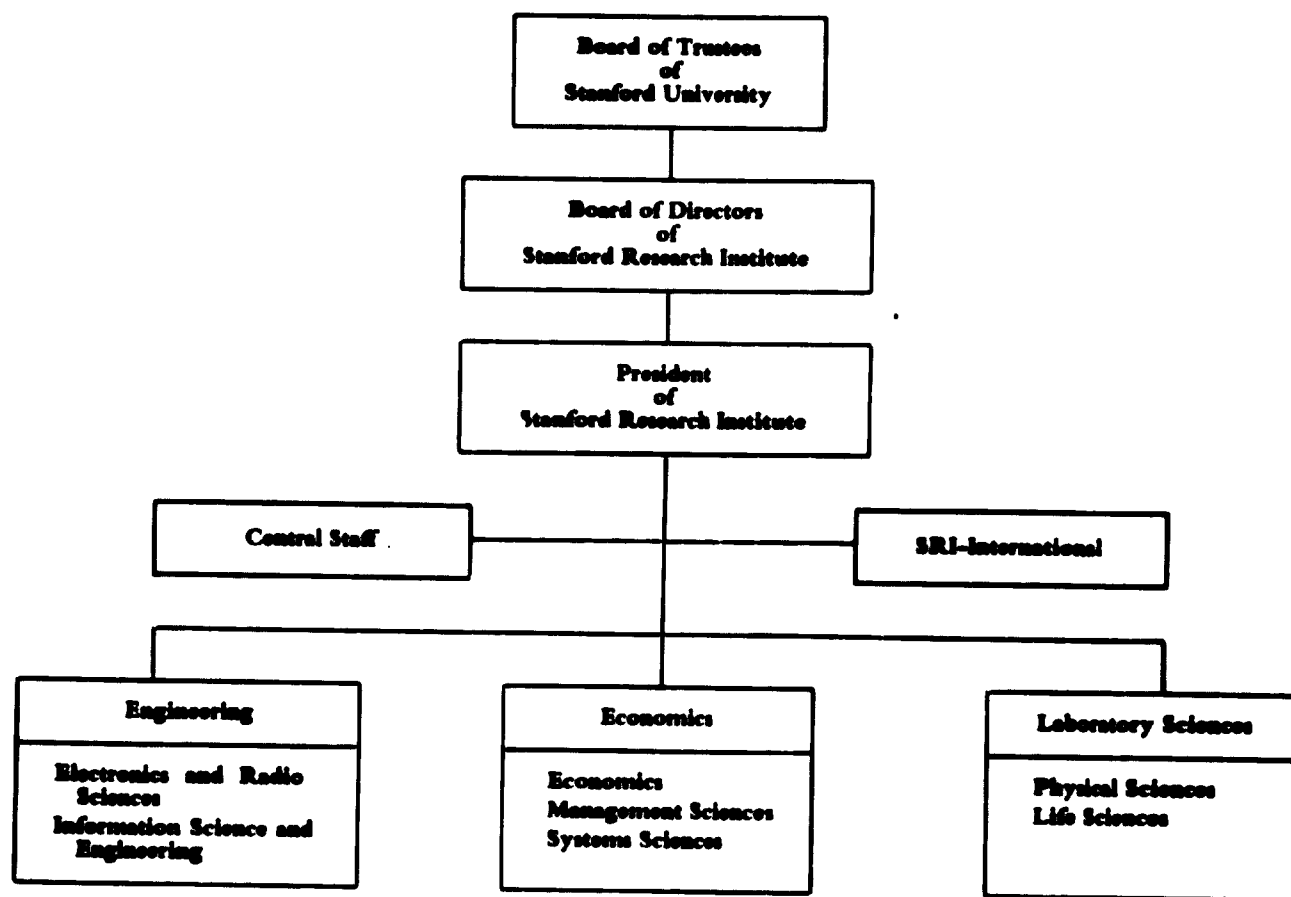 Board of Trustees
of
Stanford University
Board of Directors
of
Stanford Research Institute
President
of
Stanford Research Institute
Central Staff
SRI-International
Engineering
Electronics and Radio
Sciences
Information Science and
Engineering
Economics
Economics
Management Sciences
Systems Sciences
Laboratory Sciences
Physical Sciences
Life Sciences